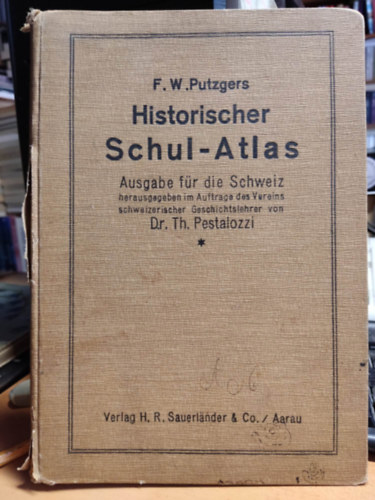 F. W. Putzgers
Historischer
Schul-Atlas
Ausgabe für die Schweiz
herausgegeben im Auftrage des Vereins
schweizerischer Geschichtslehrer von
Dr. Th. Pestalozzi
*
Verlag H. R. Sauerländer & Co. / Aarau